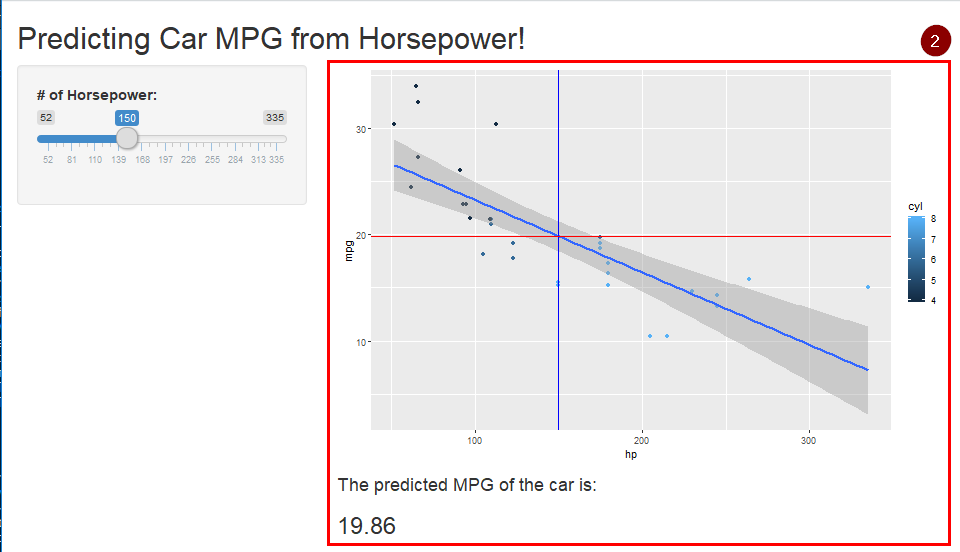 Predicting Car MPG from Horsepower!
2
# of Horsepower:
52 150 335
52 81 110 139 168 197 226 255 284 313 335
30
20
10
mpg
100 200 300
hp
cyl
8
7
6
5
4
The predicted MPG of the car is:
19.86